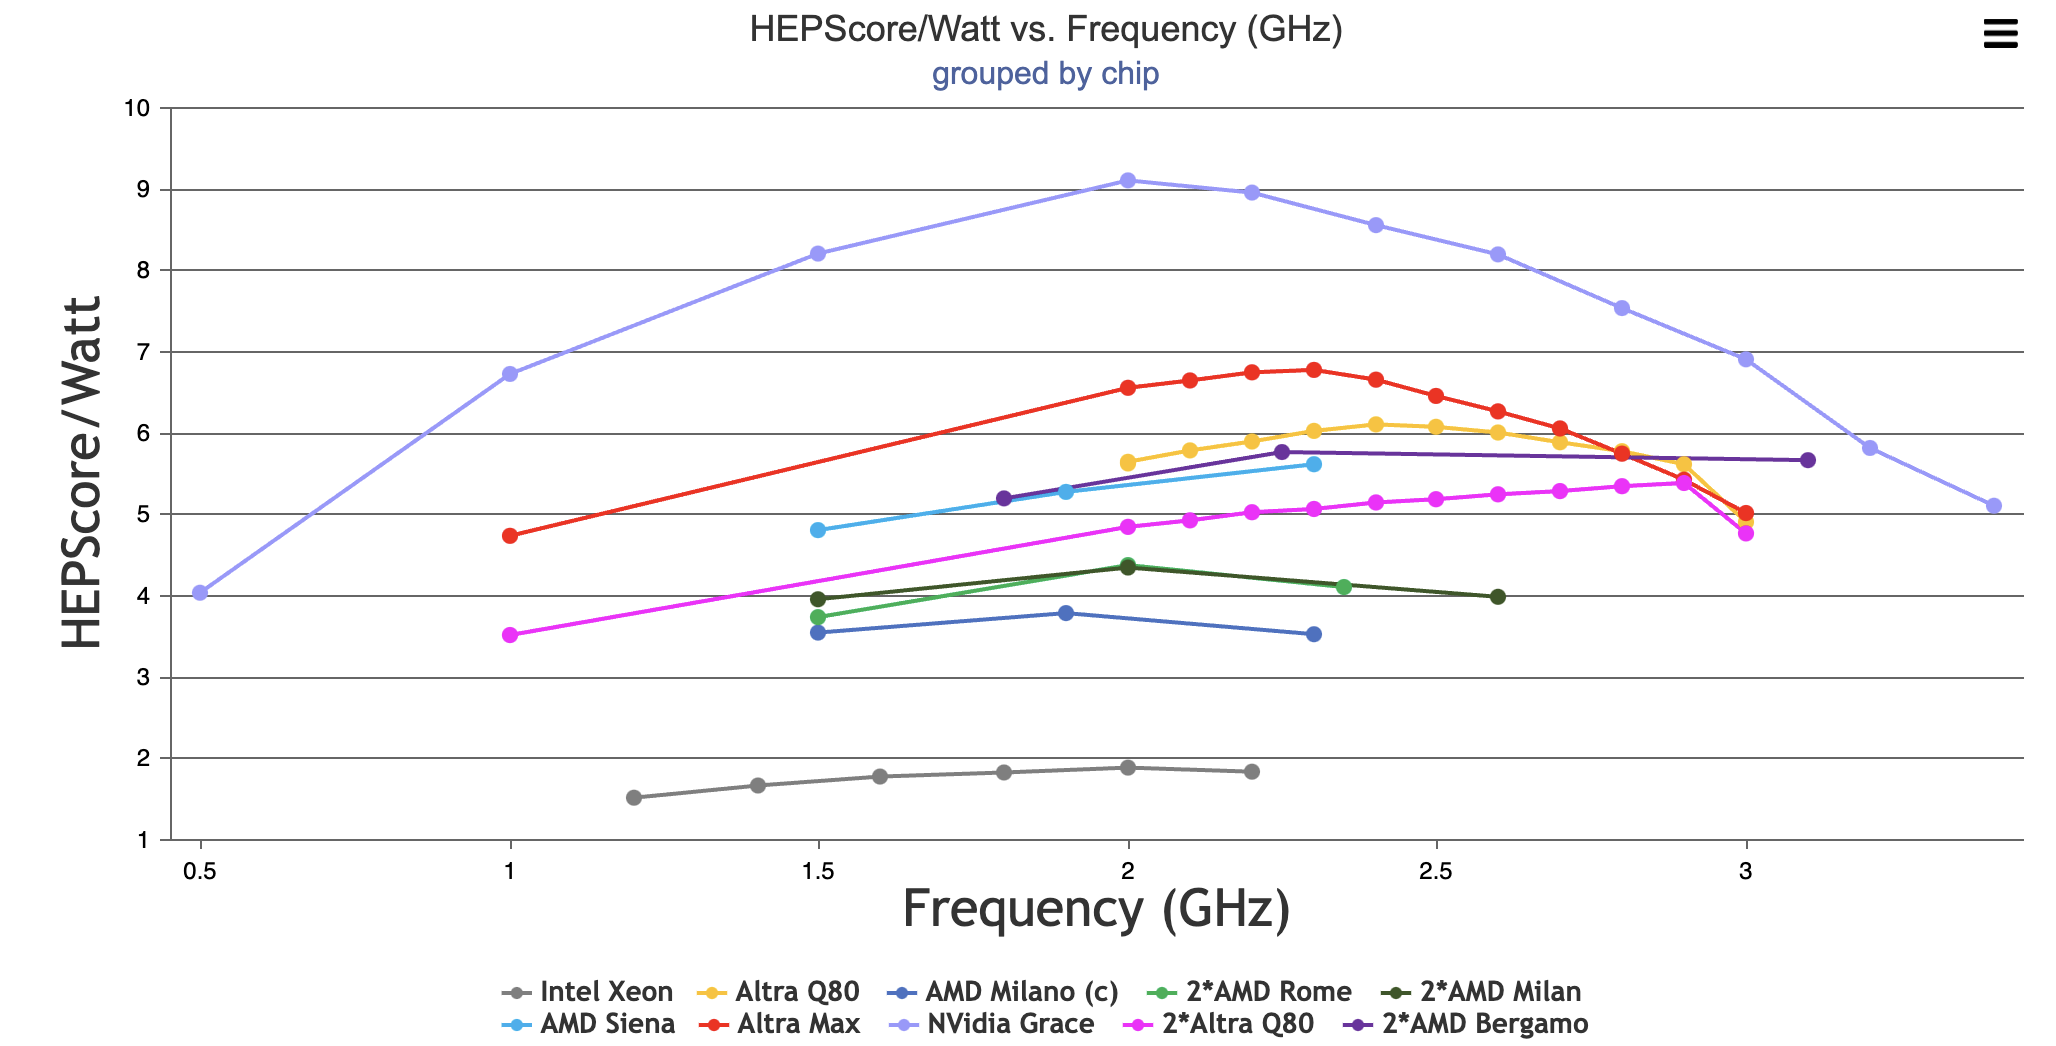 HEPScore/Watt vs. Frequency (GHz)
grouped by chip
HEPScore/Watt
10
9
8
7
6
5
4
3
2
1
0.5 1 1.5 2 2.5 3
Frequency (GHz)
Intel Xeon Altra Q80 AMD Milano (c) 2*AMD Rome 2*AMD Milan
AMD Siena Altra Max NVidia Grace 2*Altra Q80 2*AMD Bergamo